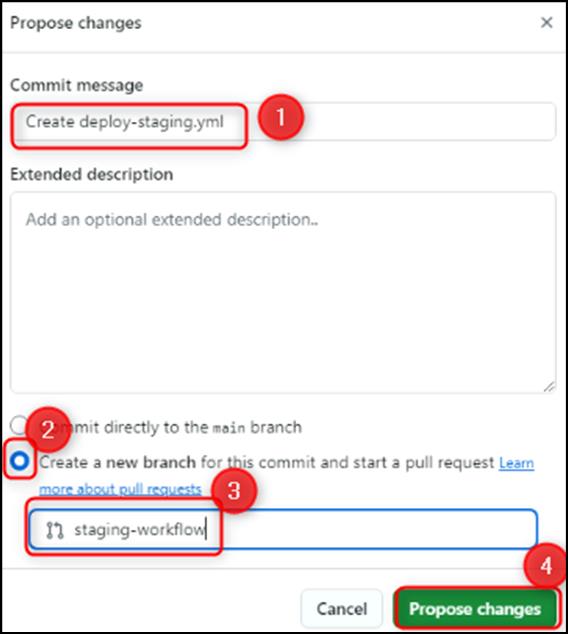 Propose changes ×
Commit message
Create deploy-staging.yml
1
Extended description
Add an optional extended description..
2
ommit directly to the main branch
Create a new branch for this commit and start a pull request Learn
more about pull requests
3
staging-workflow
4
Cancel
Propose changes